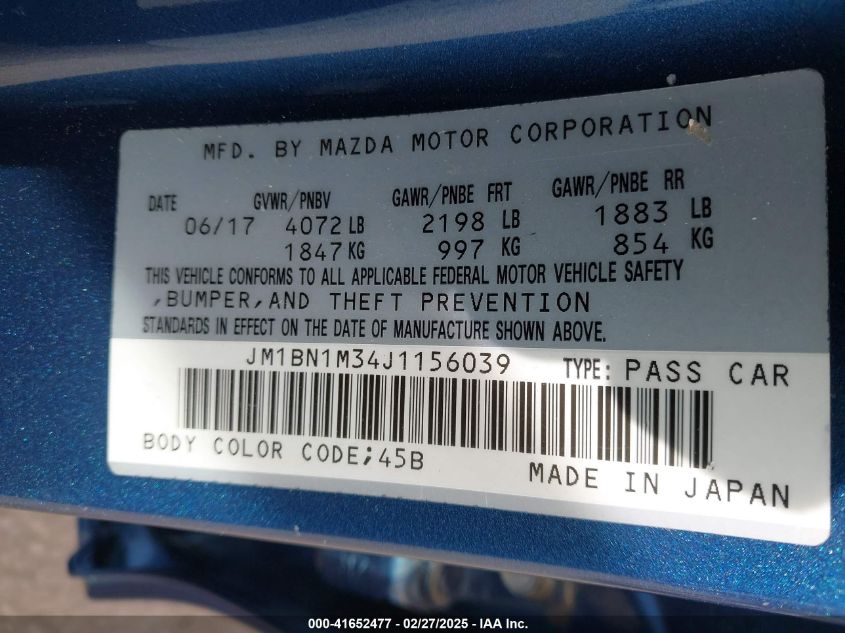 MFD. BY MAZDA MOTOR CORPORATION
DATE GVWR/PNBV GAWR/PNBE FRT GAWR/PNBE RR
06/17 4072 LB 2198 LB 1883 LB
1847 KG 997 KG 854 KG
THIS VEHICLE CONFORMS TO ALL APPLICABLE FEDERAL MOTOR VEHICLE SAFETY
,BUMPER,AND THEFT PREVENTION
STANDARDS IN EFFECT ON THE DATE OF MANUFACTURE SHOWN ABOVE.
JM1BN1M34J1156039 TYPE: PASS CAR
BODY COLOR CODE;45B
MADE IN JAPAN
000-41652477 - 02/27/2025 - IAA Inc.